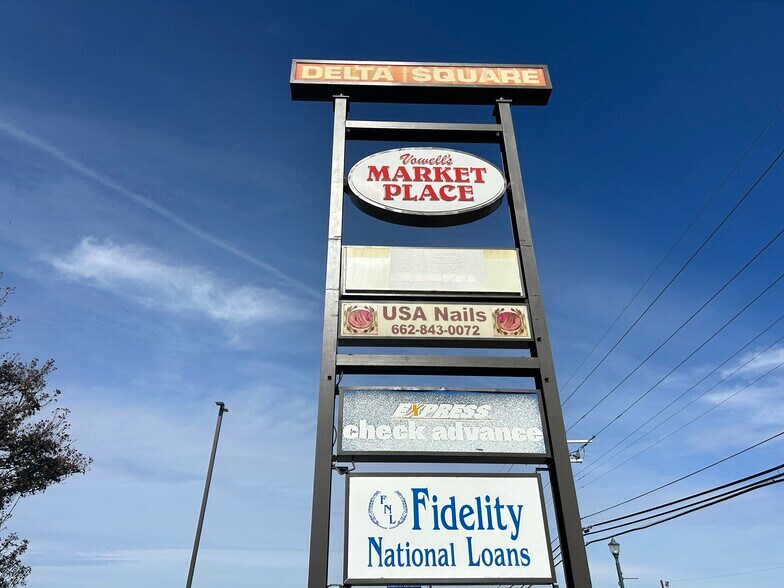 DELTA SQUARE
Vowell's
MARKET
PLACE
USA Nails
662-843-0072
EXPRESS
check advance
FNL
Fidelity
National Loans